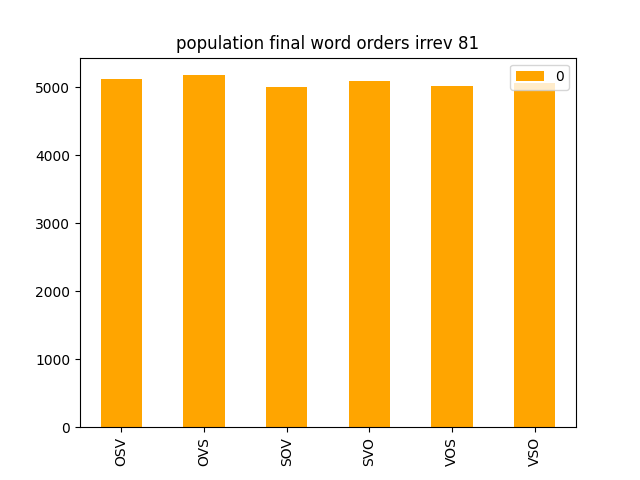 population final word orders irrev 81
0
5000
4000
3000
2000
1000
0
OSV
OVS
SOV
SVO
VOS
VSO